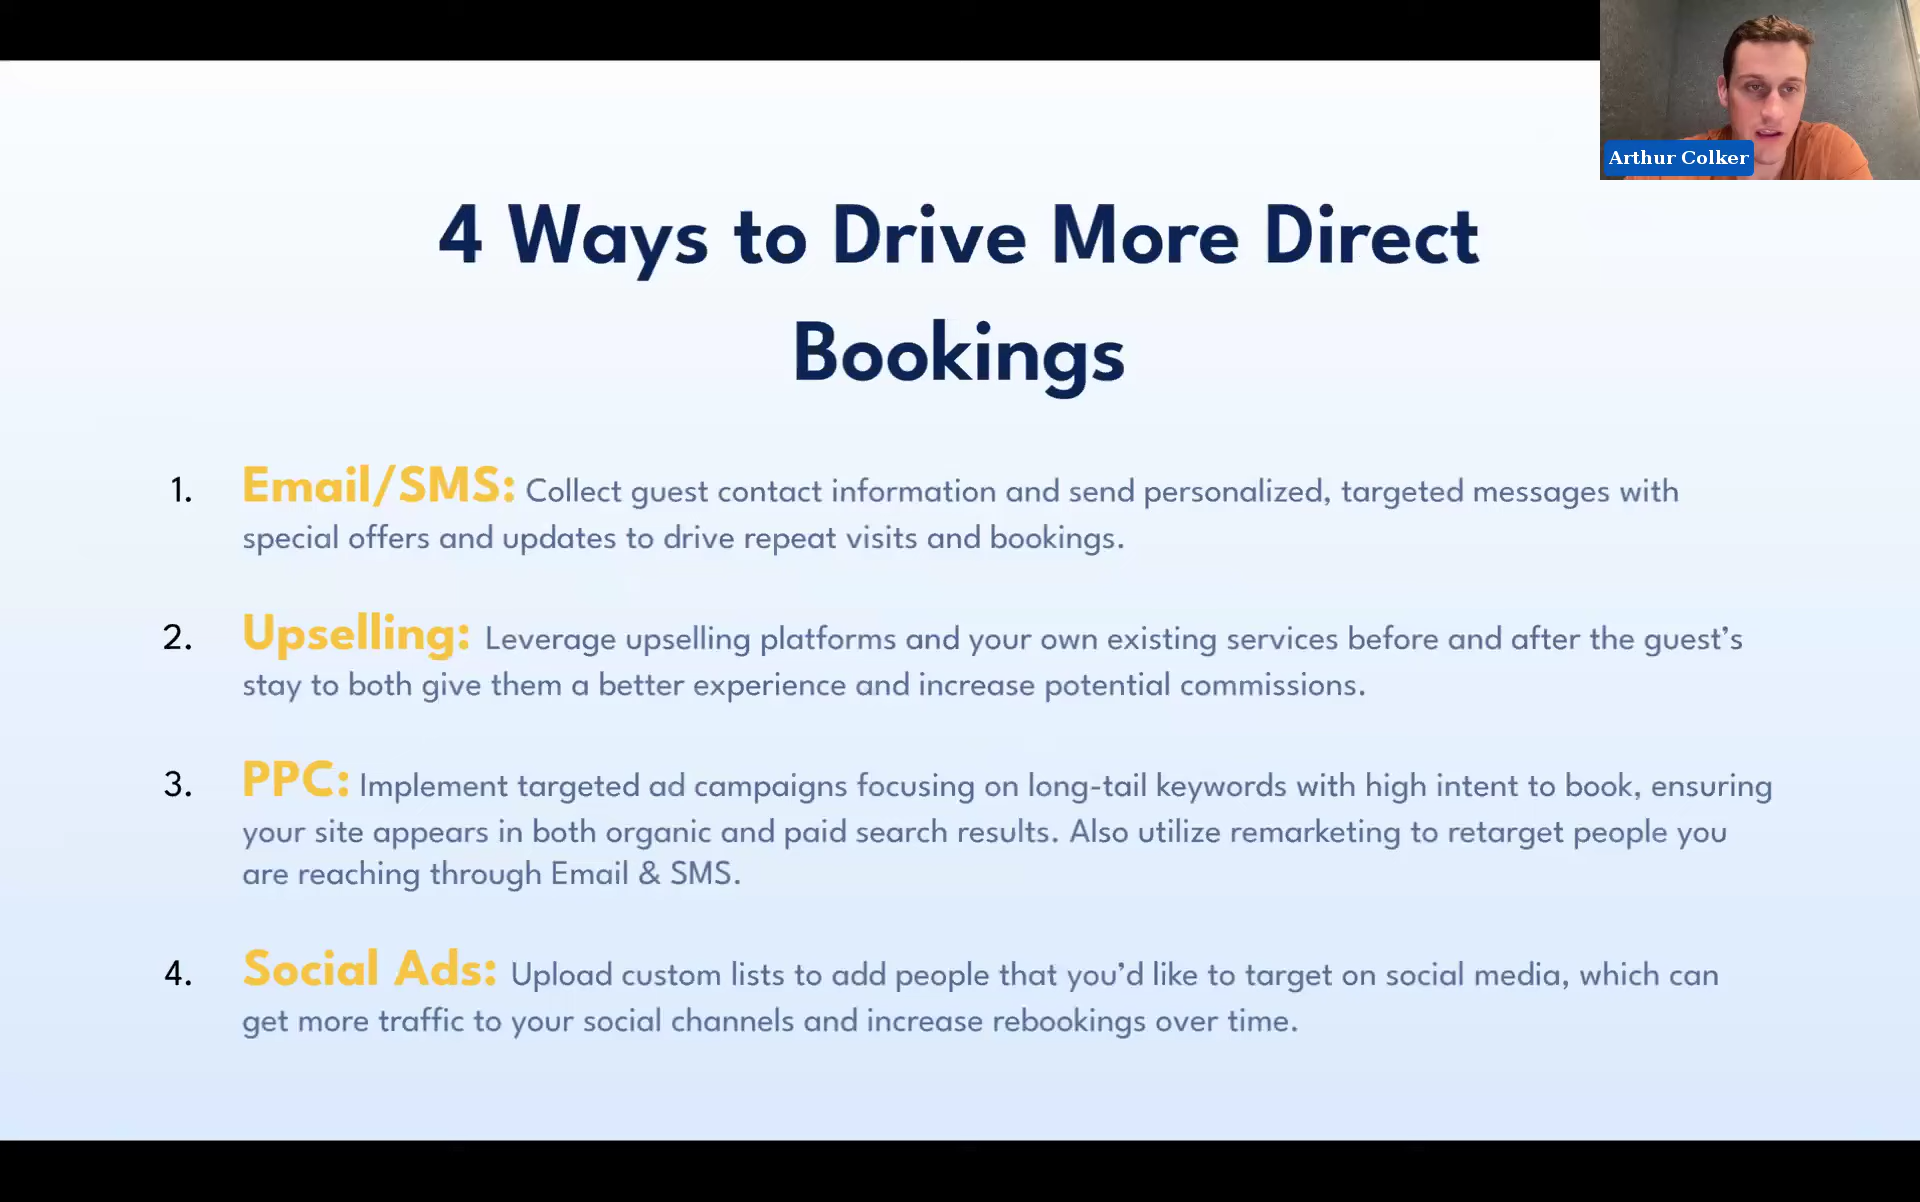 Arthur Colker
4 Ways to Drive More Direct
Bookings
1. Email/SMS: Collect guest contact information and send personalized, targeted messages with
special offers and updates to drive repeat visits and bookings.
2. Upselling: Leverage upselling platforms and your own existing services before and after the guest’s
stay to both give them a better experience and increase potential commissions.
3. PPC: Implement targeted ad campaigns focusing on long-tail keywords with high intent to book, ensuring
your site appears in both organic and paid search results. Also utilize remarketing to retarget people you
are reaching through Email & SMS.
4. Social Ads: Upload custom lists to add people that you’d like to target on social media, which can
get more traffic to your social channels and increase rebookings over time.